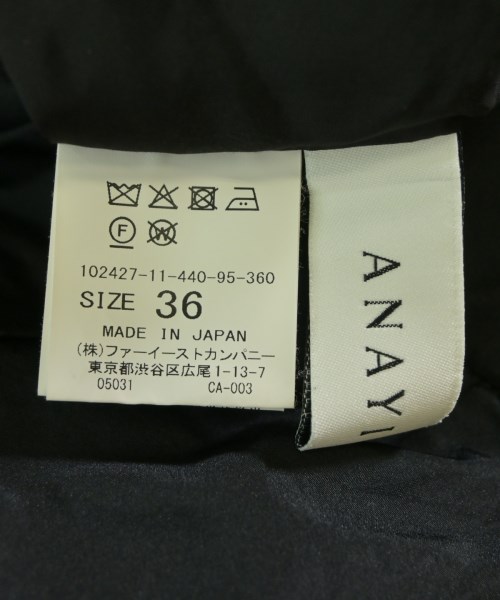 F W
102427-11-440-95-360
SIZE 36
MADE IN JAPAN
(株)ファーイーストカンパニー
東京都渋谷区広尾1-13-7
05031 CA-003
ANAYI